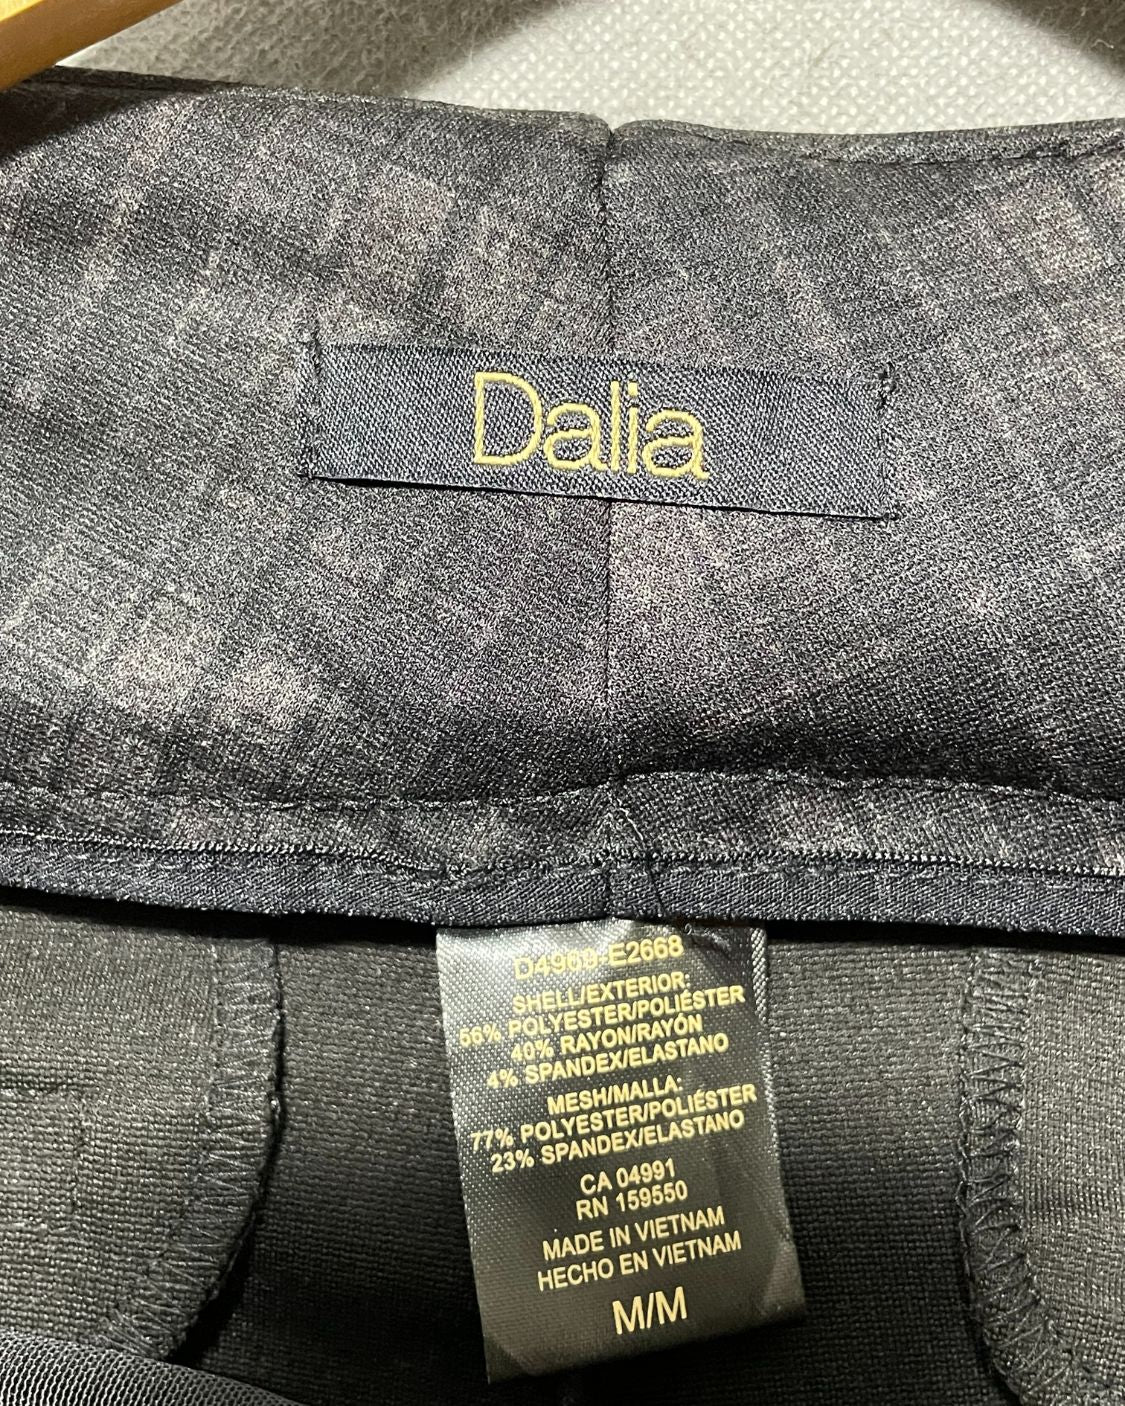 Dalia
D4969-E2668
SHELL/EXTERIOR:
56% POLYESTER/POLIÉSTER
40% RAYON/RAYÓN
4% SPANDEX/ELASTANO
MESH/MALLA:
77% POLYESTER/POLIÉSTER
23% SPANDEX/ELASTANO
CA 04991
RN 159550
MADE IN VIETNAM
HECHO EN VIETNAM
M/M